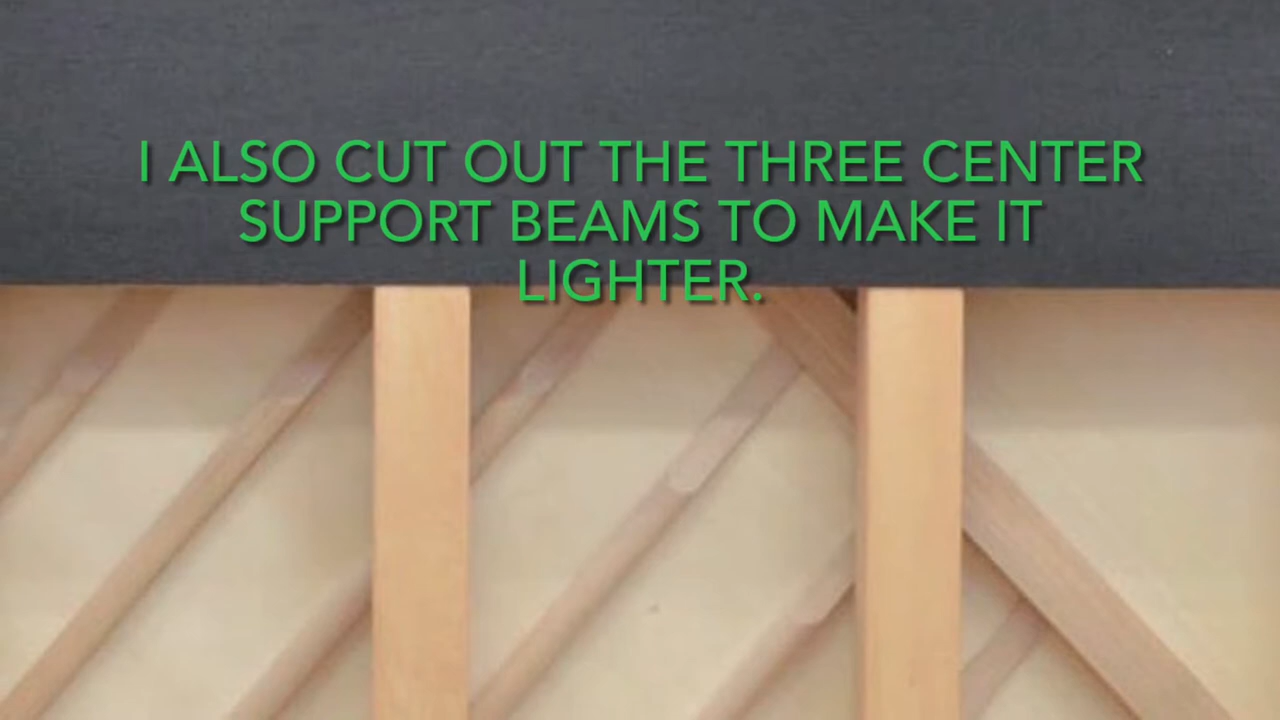 I ALSO CUT OUT THE THREE CENTER
SUPPORT BEAMS TO MAKE IT
LIGHTER.